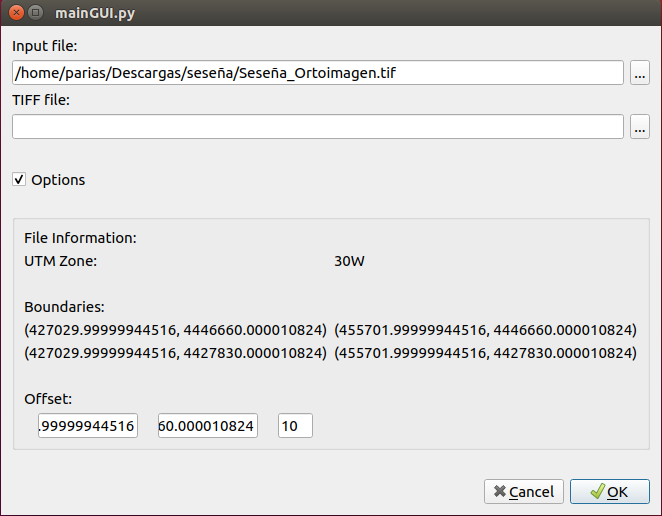 mainGUI.py
Input file:
/home/parias/Descargas/seseña/Seseña_Ortoimagen.tif
...
TIFF file:
...
Options
File Information:
UTM Zone: 30W
Boundaries:
(427029.99999944516, 4446660.000010824) (455701.99999944516, 4446660.000010824)
(427029.99999944516, 4427830.000010824) (455701.99999944516, 4427830.000010824)
Offset:
.99999944516 60.000010824 10
Cancel OK